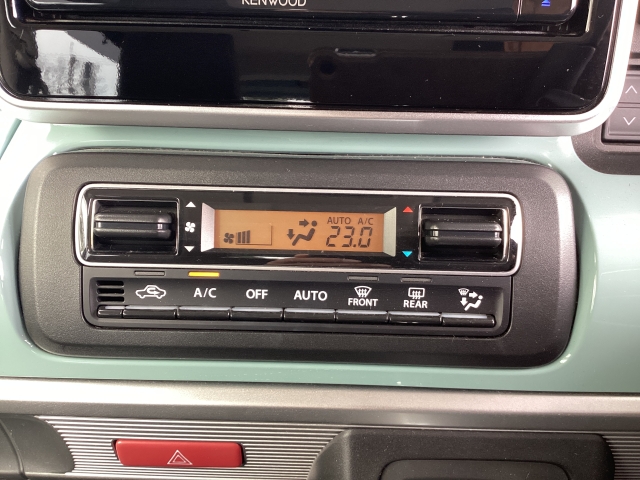 KENWOOD
AUTO A/C
23.0
A/C OFF AUTO FRONT REAR